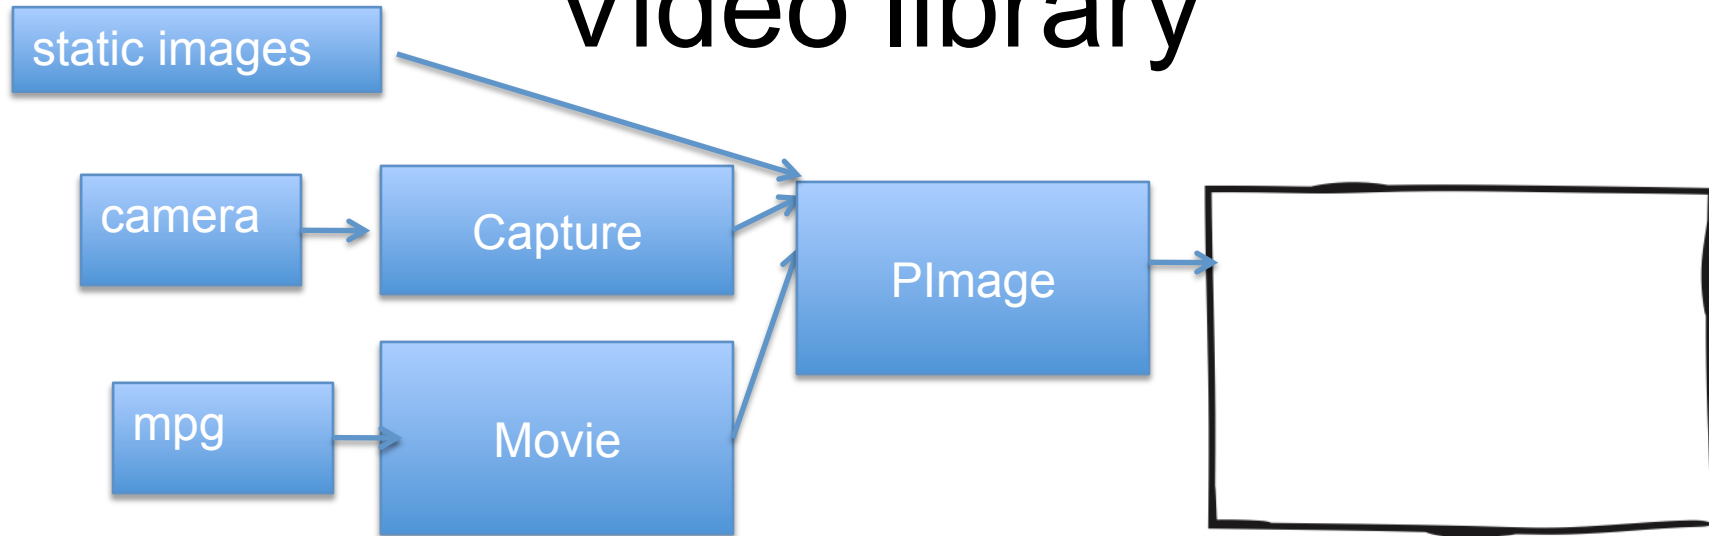 Video library
static images
camera
Capture
PImage
mpg
Movie